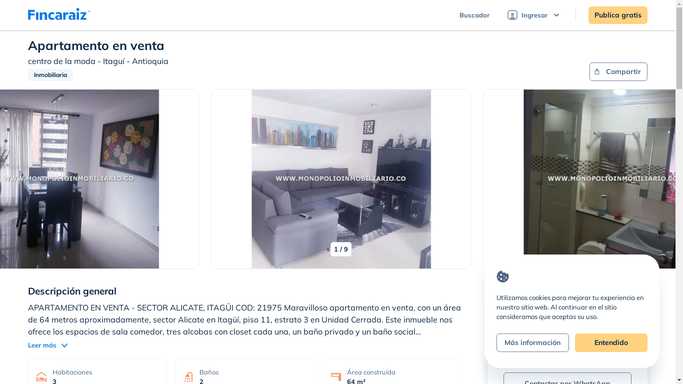 Fincaraiz
Buscador
Ingresar
Publica gratis
Apartamento en venta
centro de la moda - Itaguí - Antioquia
Inmobiliaria
Compartir
WWW.MONOPOLIOINMOBILIARIO.CO
WWW.MONOPOLIOINMOBILIARIO.CO
WWW.MONOPOLIOINMOBILIARIO.CO
1 / 9
Descripción general
APARTAMENTO EN VENTA - SECTOR ALICATE, ITAGÜI COD: 21975 Maravilloso apartamento en venta, con un área
de 64 metros aproximadamente, sector Alicate en Itagüí, piso 11, estrato 3 en Unidad Cerrada. Este inmueble nos
ofrece los espacios de sala comedor, tres alcobas con closet cada una, un baño privado y un baño social...
Leer más
Habitaciones
3
Baños
2
Área construida
64 m²
Utilizamos cookies para mejorar tu experiencia en
nuestro sitio web. Al continuar en el sitio
consideramos que aceptas su uso.
Más información
Entendido
Contactar por WhatsApp